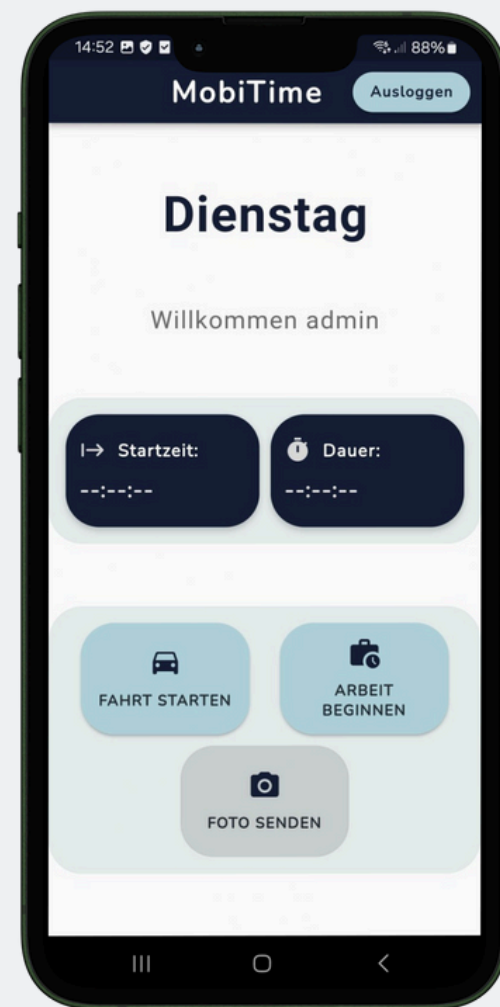 14:52 88%
MobiTime Ausloggen
Dienstag
Willkommen admin
Startzeit: Dauer:
--:--:-- --:--:--
FAHRT STARTEN ARBEIT
BEGINNEN
FOTO SENDEN